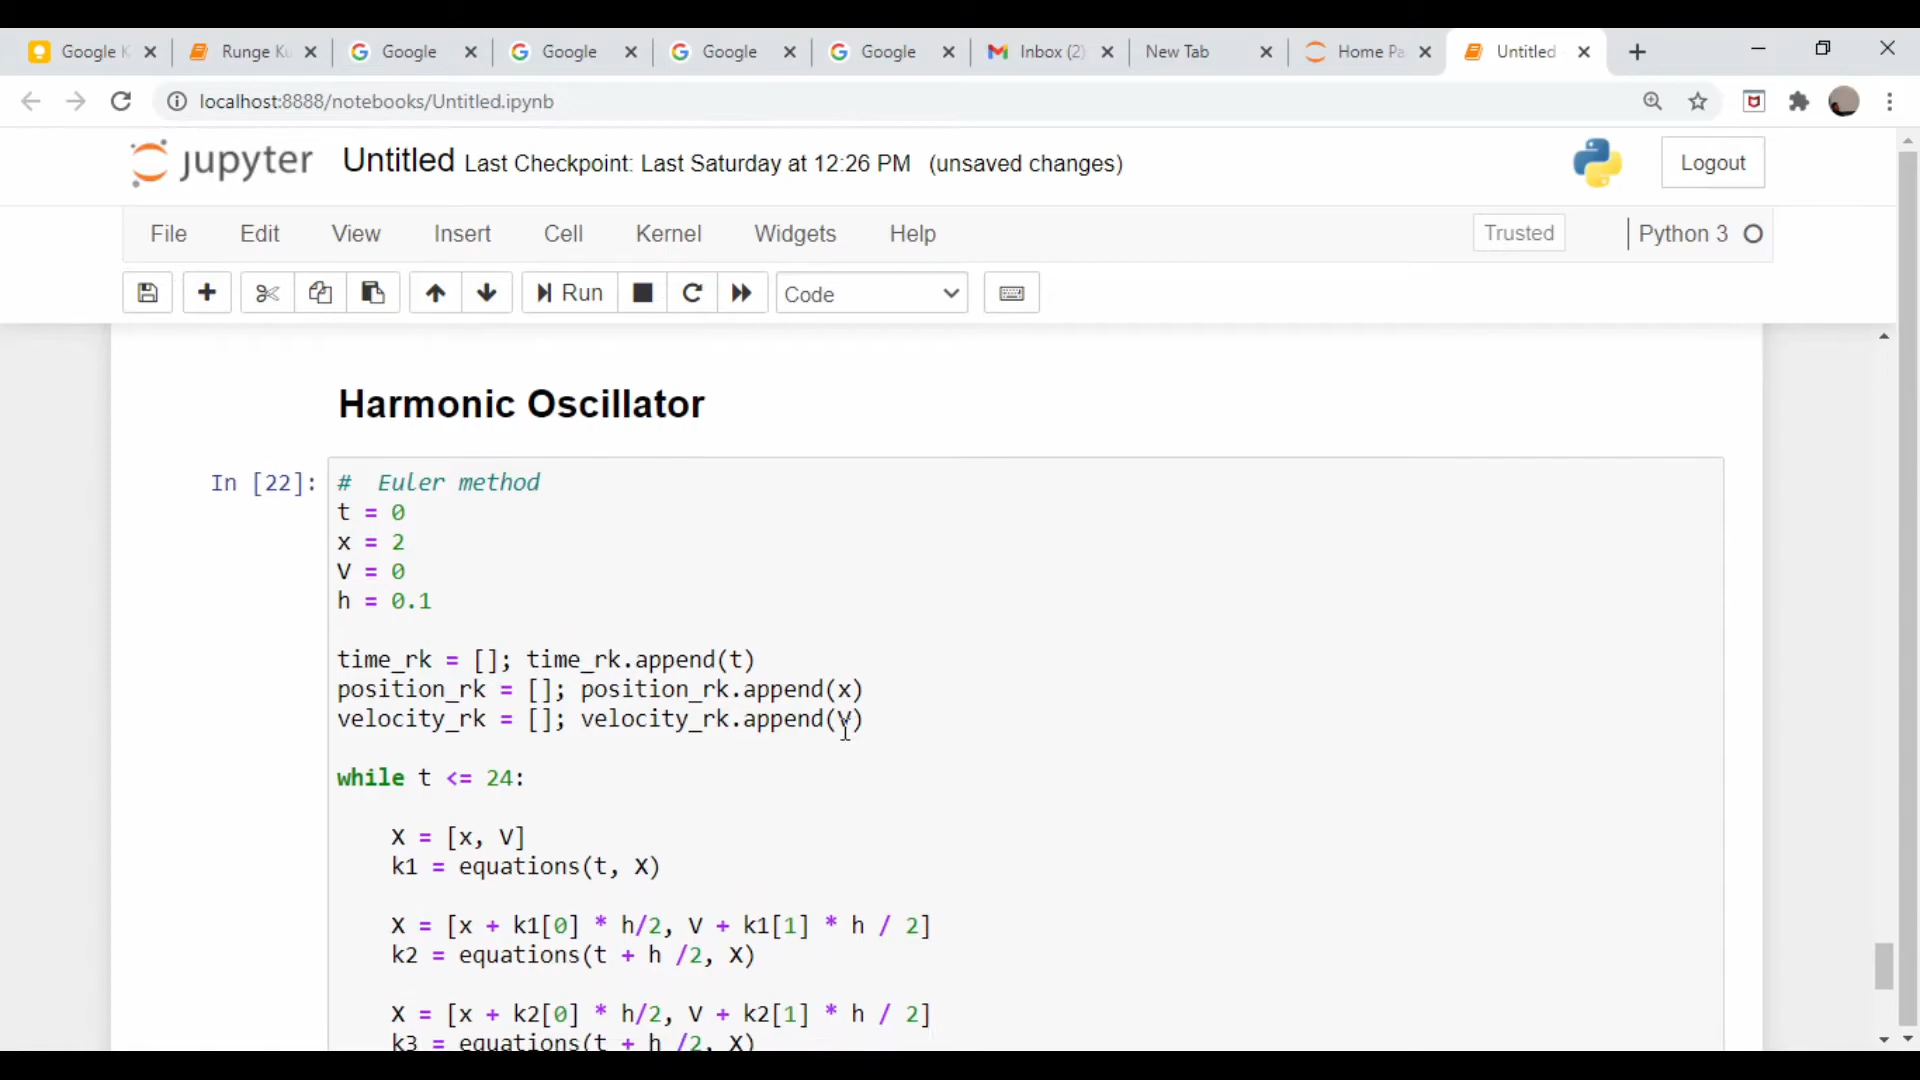 Google K
Runge Ku
Google
Google
Google
Google
Inbox (2)
New Tab
Home Pa
Untitled
localhost:8888/notebooks/Untitled.ipynb
jupyter Untitled Last Checkpoint: Last Saturday at 12:26 PM (unsaved changes)
Logout
File Edit View Insert Cell Kernel Widgets Help
Trusted
Python 3
Run
Code
Harmonic Oscillator
In [22]:
# Euler method
t = 0
x = 2
V = 0
h = 0.1
time_rk = []; time_rk.append(t)
position_rk = []; position_rk.append(x)
velocity_rk = []; velocity_rk.append(V)
while t <= 24:
X = [x, V]
k1 = equations(t, X)
X = [x + k1[0] * h/2, V + k1[1] * h / 2]
k2 = equations(t + h /2, X)
X = [x + k2[0] * h/2, V + k2[1] * h / 2]
k3 = equations(t + h /2, X)